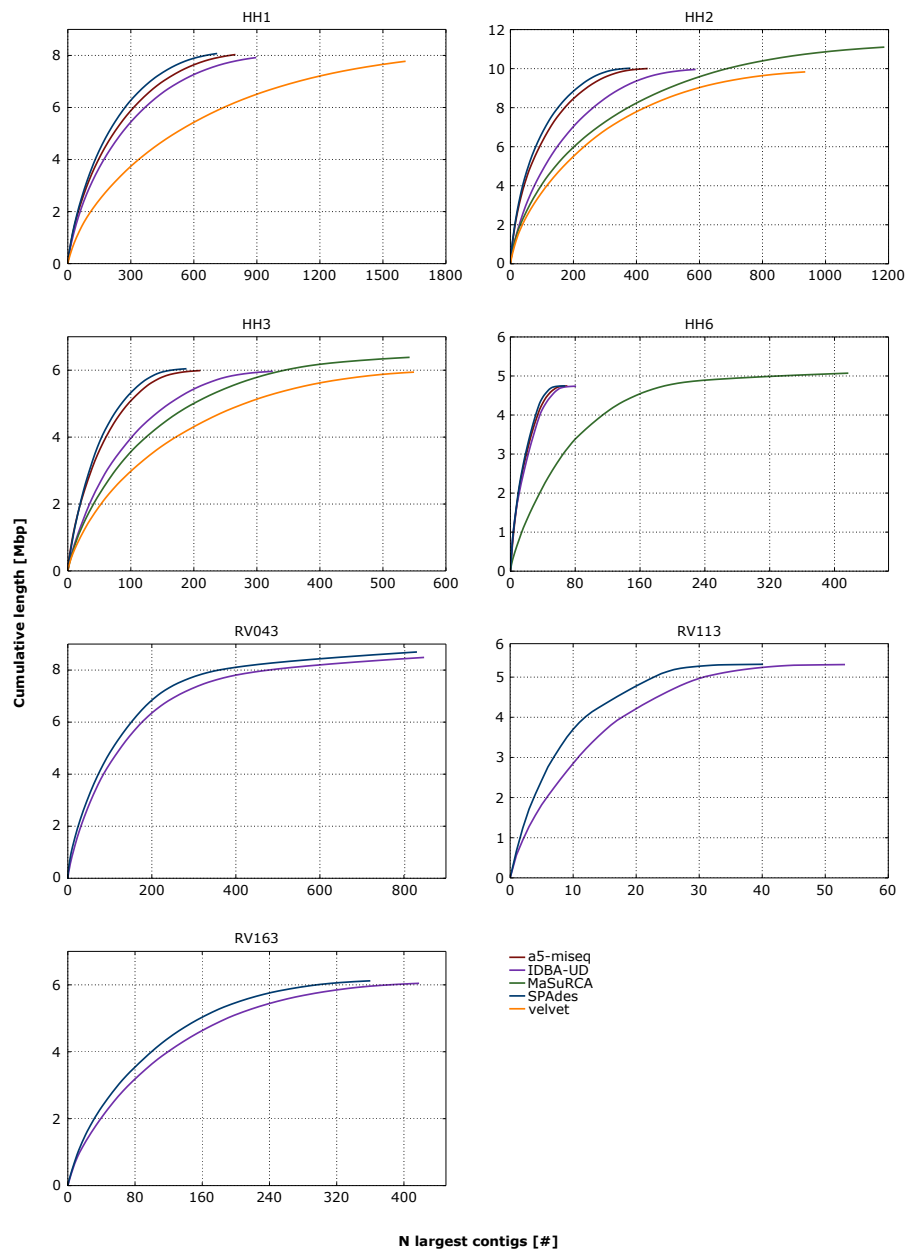 HH1
8
6
4
2
0
0 300 600 900 1200 1500 1800
HH2
12
10
8
6
4
2
0
0 200 400 600 800 1000 1200
HH3
8
6
4
2
0
0 100 200 300 400 500 600
HH6
6
5
4
3
2
1
0
0 80 160 240 320 400
Cumulative length [Mbp]
RV043
8
6
4
2
0
0 200 400 600 800
RV113
6
5
4
3
2
1
0
0 10 20 30 40 50 60
RV163
6
4
2
0
0 80 160 240 320 400
a5-miseq
IDBA-UD
MaSuRCA
SPAdes
velvet
N largest contigs [#]